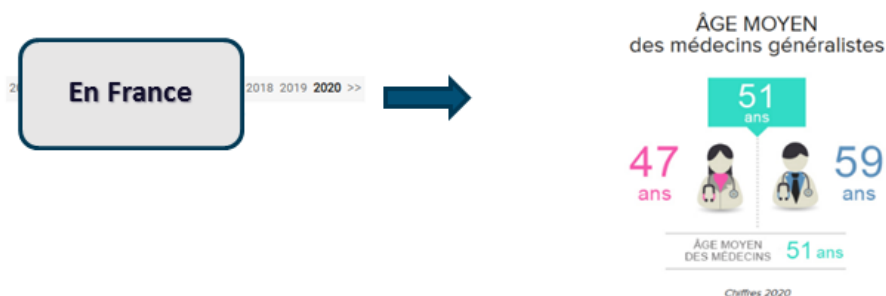 En France
2018 2019 2020 >>
ÂGE MOYEN
des médecins généralistes
51
ans
47
ans
59
ans
ÂGE MOYEN
DES MÉDECINS
51 ans
Chiffres 2020